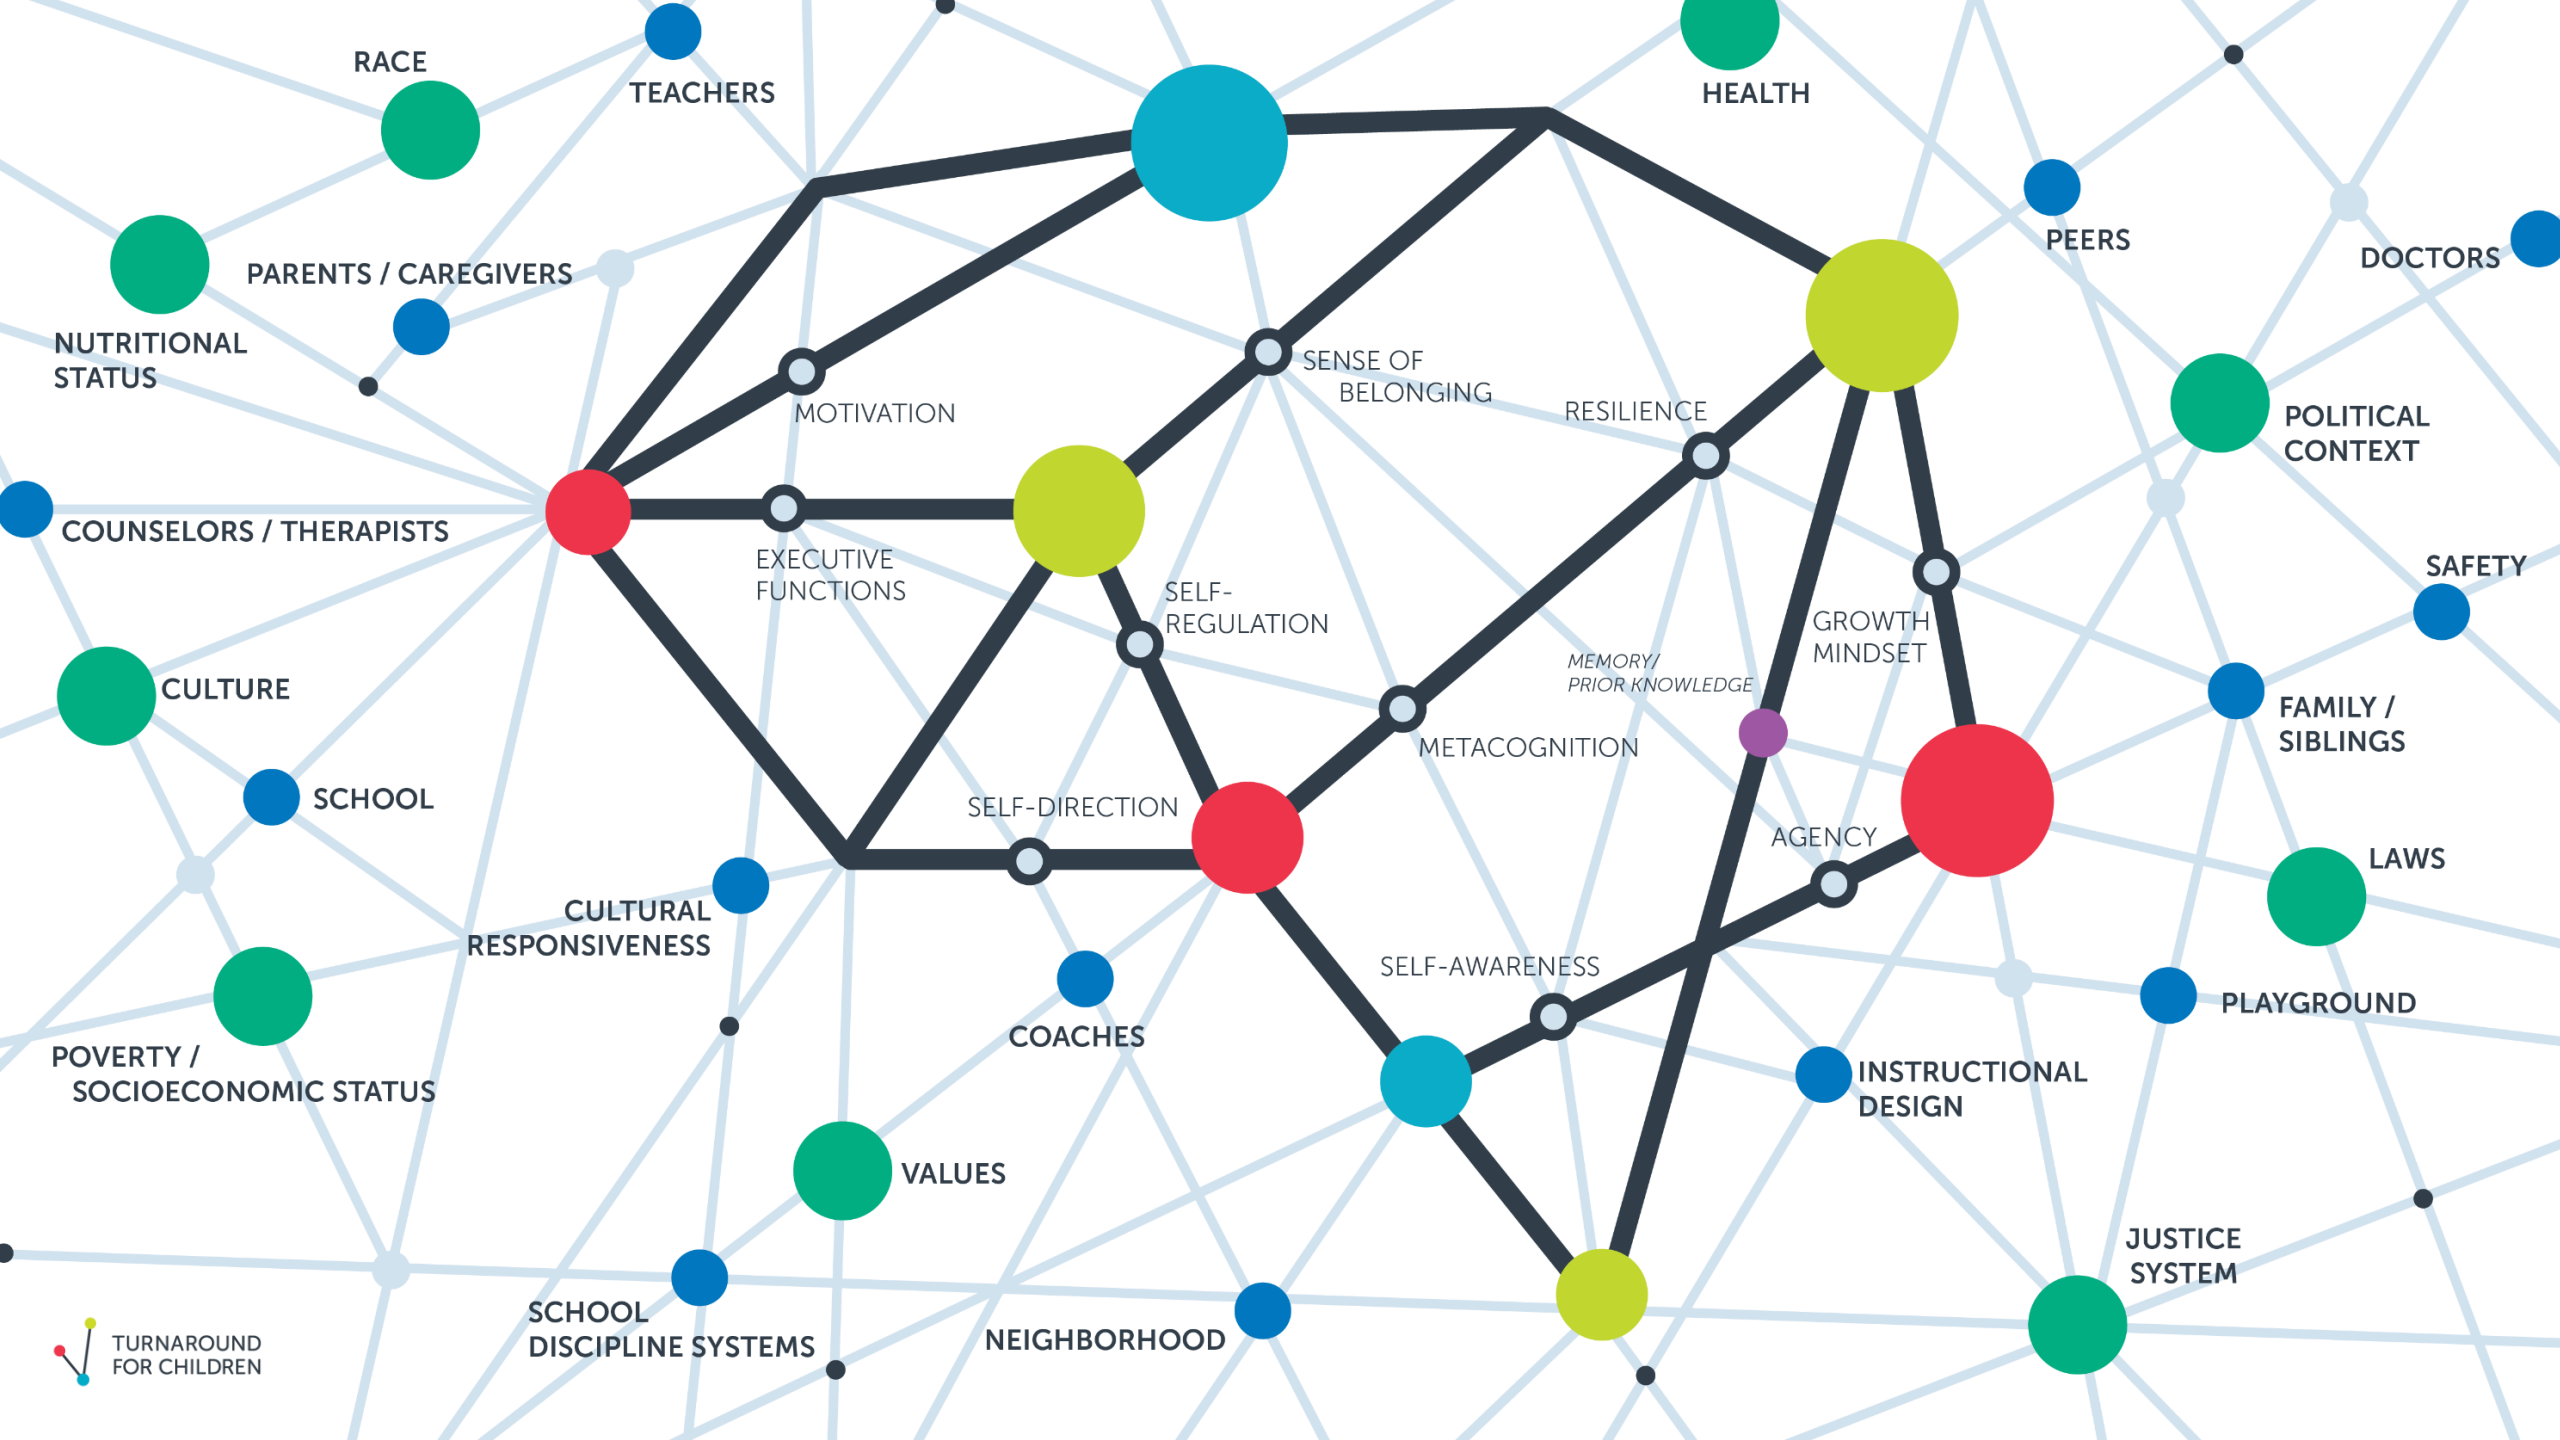 RACE
TEACHERS
HEALTH
PEERS
DOCTORS
PARENTS / CAREGIVERS
NUTRITIONAL
STATUS
SENSE OF
BELONGING
MOTIVATION
RESILIENCE
POLITICAL
CONTEXT
COUNSELORS / THERAPISTS
EXECUTIVE
FUNCTIONS
SELF-
REGULATION
SAFETY
GROWTH
MINDSET
MEMORY/
PRIOR KNOWLEDGE
CULTURE
FAMILY /
SIBLINGS
METACOGNITION
SCHOOL
SELF-DIRECTION
AGENCY
LAWS
CULTURAL
RESPONSIVENESS
SELF-AWARENESS
PLAYGROUND
COACHES
POVERTY /
SOCIOECONOMIC STATUS
INSTRUCTIONAL
DESIGN
VALUES
JUSTICE
SYSTEM
SCHOOL
DISCIPLINE SYSTEMS
NEIGHBORHOOD
TURNAROUND
FOR CHILDREN